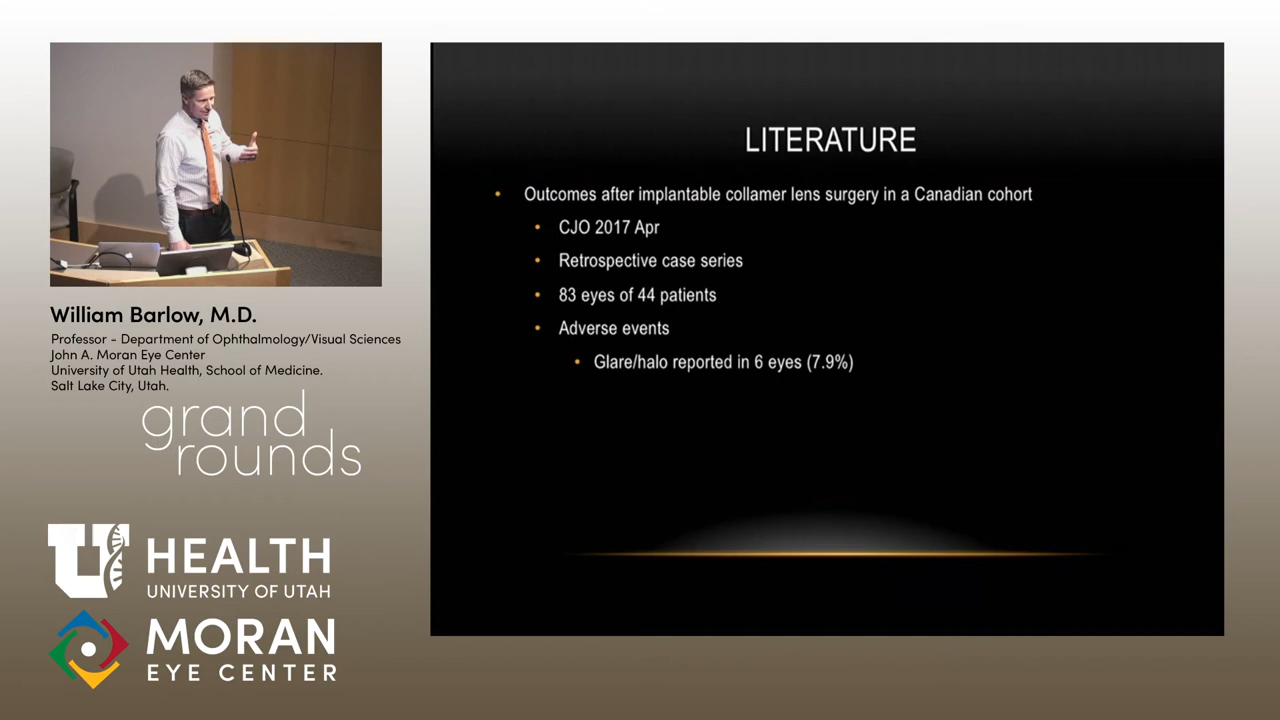 William Barlow, M.D.
Professor - Department of Ophthalmology/Visual Sciences
John A. Moran Eye Center
University of Utah Health, School of Medicine.
Salt Lake City, Utah.
grand
rounds
U HEALTH
UNIVERSITY OF UTAH
MORAN
EYE CENTER
LITERATURE
• Outcomes after implantable collamer lens surgery in a Canadian cohort
• CJO 2017 Apr
• Retrospective case series
• 83 eyes of 44 patients
• Adverse events
• Glare/halo reported in 6 eyes (7.9%)